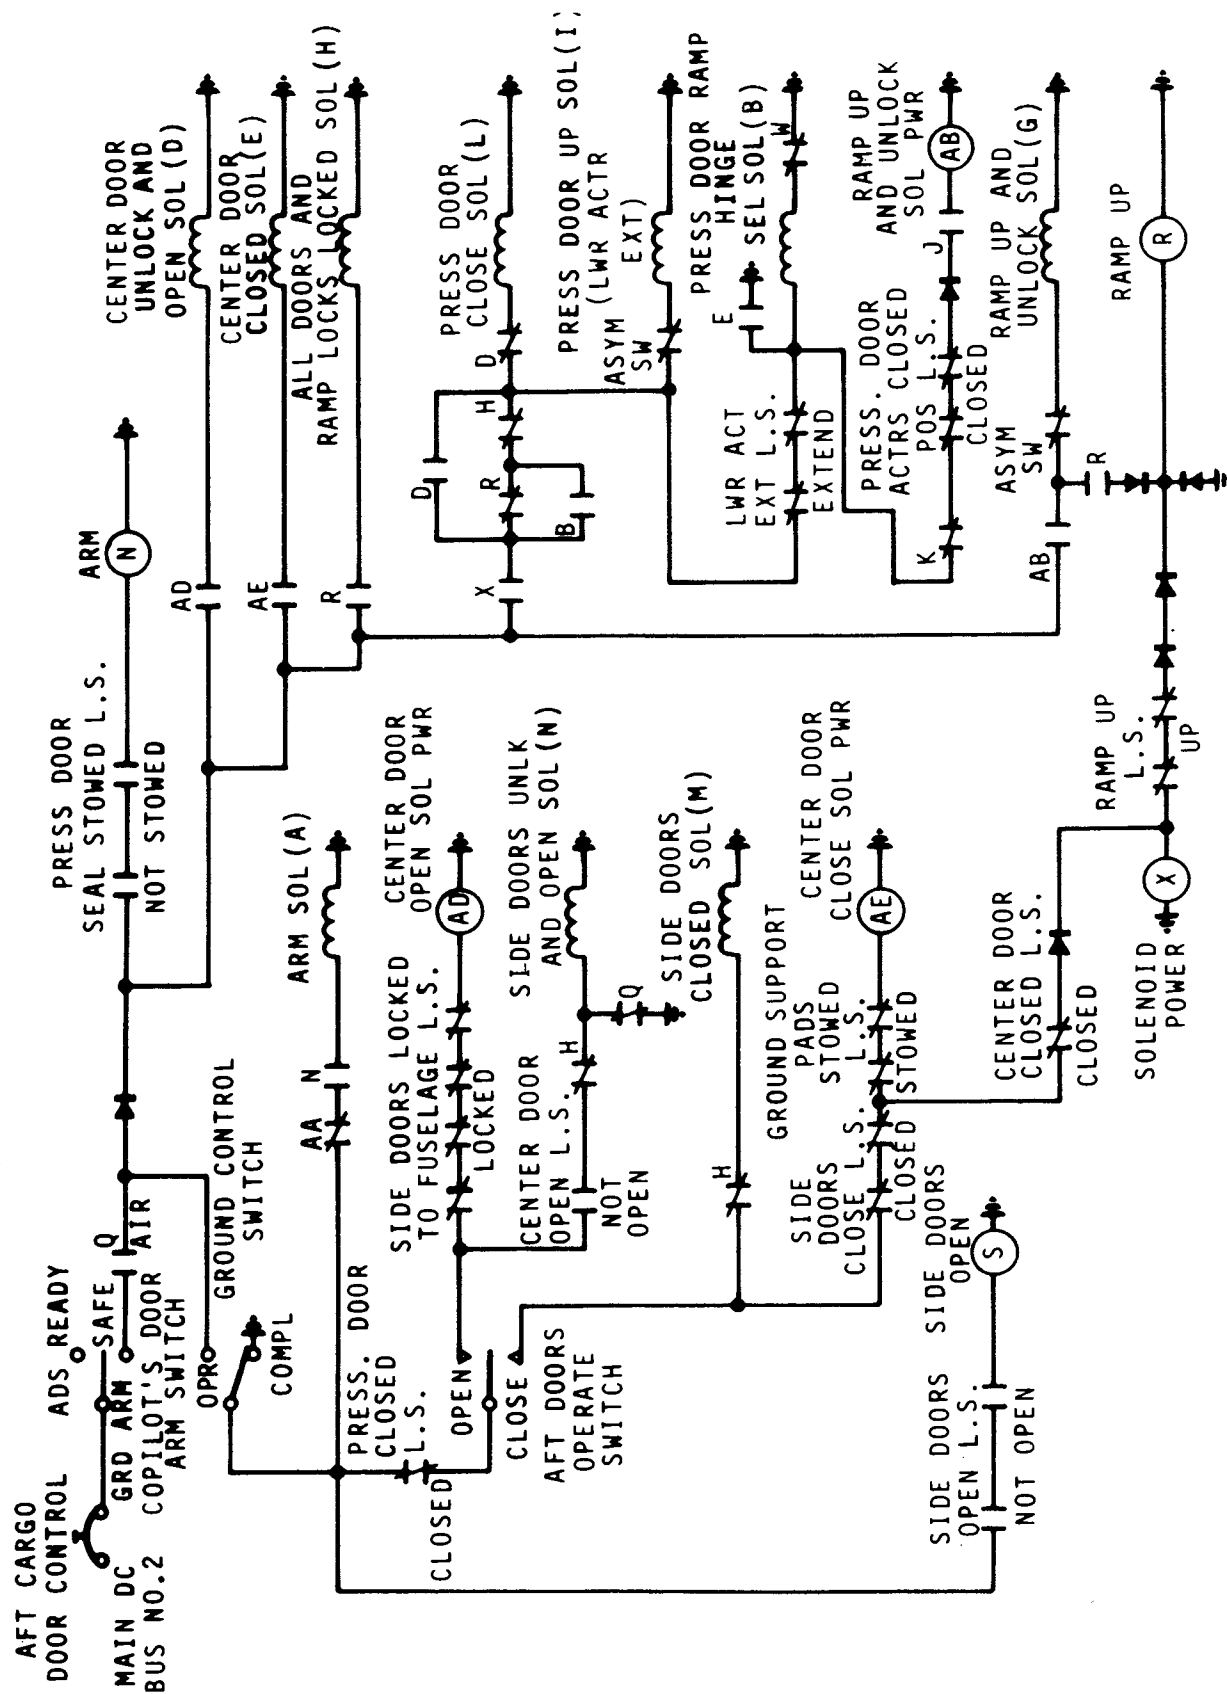 AFT CARGO
DOOR CONTROL
MAIN DC
BUS NO.2
ADS READY
SAFE
GRD ARM
COPILOT'S DOOR
ARM SWITCH
Q
AIR
OPR
COMPL
GROUND CONTROL
SWITCH
PRESS DOOR
SEAL STOWED L.S.
NOT STOWED
ARM
N
AD
CENTER DOOR
UNLOCK AND
OPEN SOL(D)
AE
CENTER DOOR
CLOSED SOL(E)
R
ALL DOORS AND
RAMP LOCKS LOCKED SOL(H)
AA
N
ARM SOL(A)
PRESS. DOOR
CLOSED
L.S.
CLOSED
OPEN
CLOSE
AFT DOORS
OPERATE
SWITCH
SIDE DOORS LOCKED
TO FUSELAGE L.S.
LOCKED
CENTER DOOR
OPEN SOL PWR
AD
CENTER DOOR
OPEN L.S.
NOT
OPEN
H
Q
SIDE DOORS UNLK
AND OPEN SOL(N)
H
SIDE DOORS
CLOSED SOL(M)
SIDE
DOORS
CLOSE L.S.
CLOSED
GROUND SUPPORT
PADS
STOWED
L.S.
STOWED
CENTER DOOR
CLOSE SOL PWR
AE
SIDE DOORS
OPEN L.S.
NOT OPEN
SIDE DOORS
OPEN
S
CENTER DOOR
CLOSED L.S.
CLOSED
SOLENOID
POWER
X
RAMP UP
L.S.
UP
X
D
R
B
H
D
PRESS DOOR
CLOSE SOL(L)
ASYM
SW
PRESS DOOR UP SOL(I)
(LWR ACTR
EXT)
LWR ACT
EXT L.S.
EXTEND
E
PRESS DOOR RAMP
HINGE
SEL SOL(B)
W
K
PRESS. DOOR
ACTRS CLOSED
POS L.S.
CLOSED
J
RAMP UP
AND UNLOCK
SOL PWR
AB
AB
ASYM
SW
RAMP UP AND
UNLOCK SOL(G)
R
RAMP UP
R